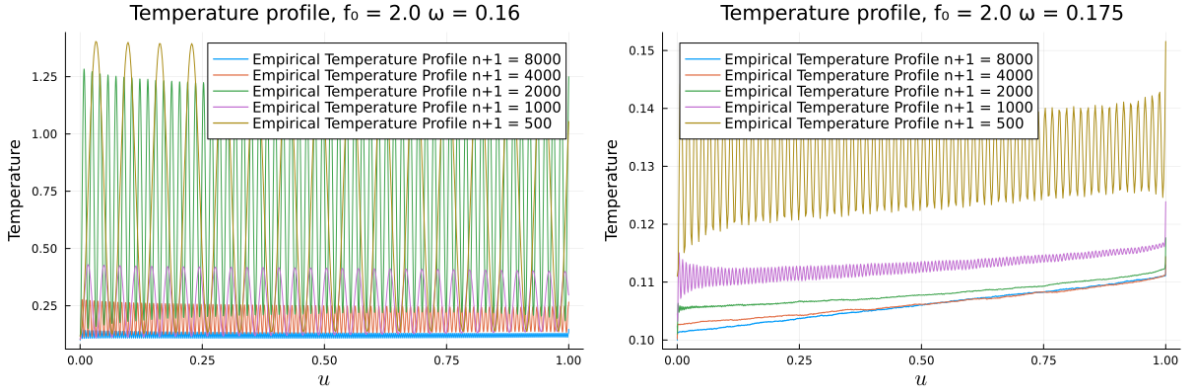 Temperature profile, f₀ = 2.0 ω = 0.16
Temperature
1.25
1.00
0.75
0.50
0.25
Empirical Temperature Profile n+1 = 8000
Empirical Temperature Profile n+1 = 4000
Empirical Temperature Profile n+1 = 2000
Empirical Temperature Profile n+1 = 1000
Empirical Temperature Profile n+1 = 500
0.00 0.25 0.50 0.75 1.00
u
Temperature profile, f₀ = 2.0 ω = 0.175
Temperature
0.15
0.14
0.13
0.12
0.11
0.10
Empirical Temperature Profile n+1 = 8000
Empirical Temperature Profile n+1 = 4000
Empirical Temperature Profile n+1 = 2000
Empirical Temperature Profile n+1 = 1000
Empirical Temperature Profile n+1 = 500
0.00 0.25 0.50 0.75 1.00
u